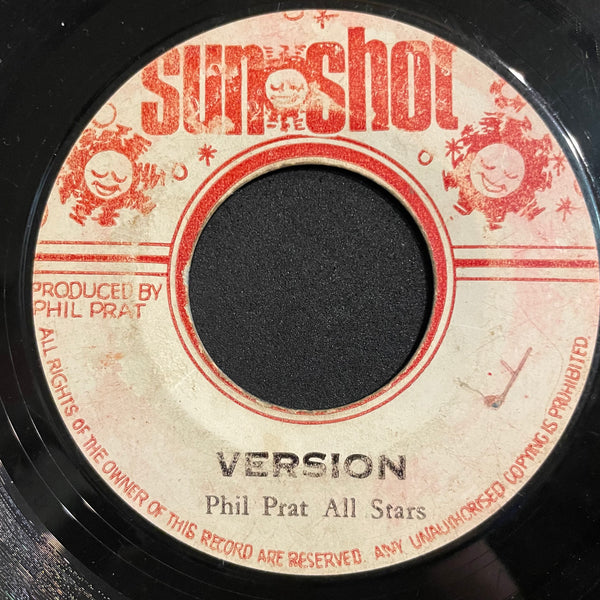 sun shot
PRODUCED BY
PHIL PRAT
VERSION
Phil Prat All Stars
ALL RIGHTS OF THE OWNER OF THIS RECORD ARE RESERVED. ANY UNAUTHORISED COPYING IS PROHIBITED.